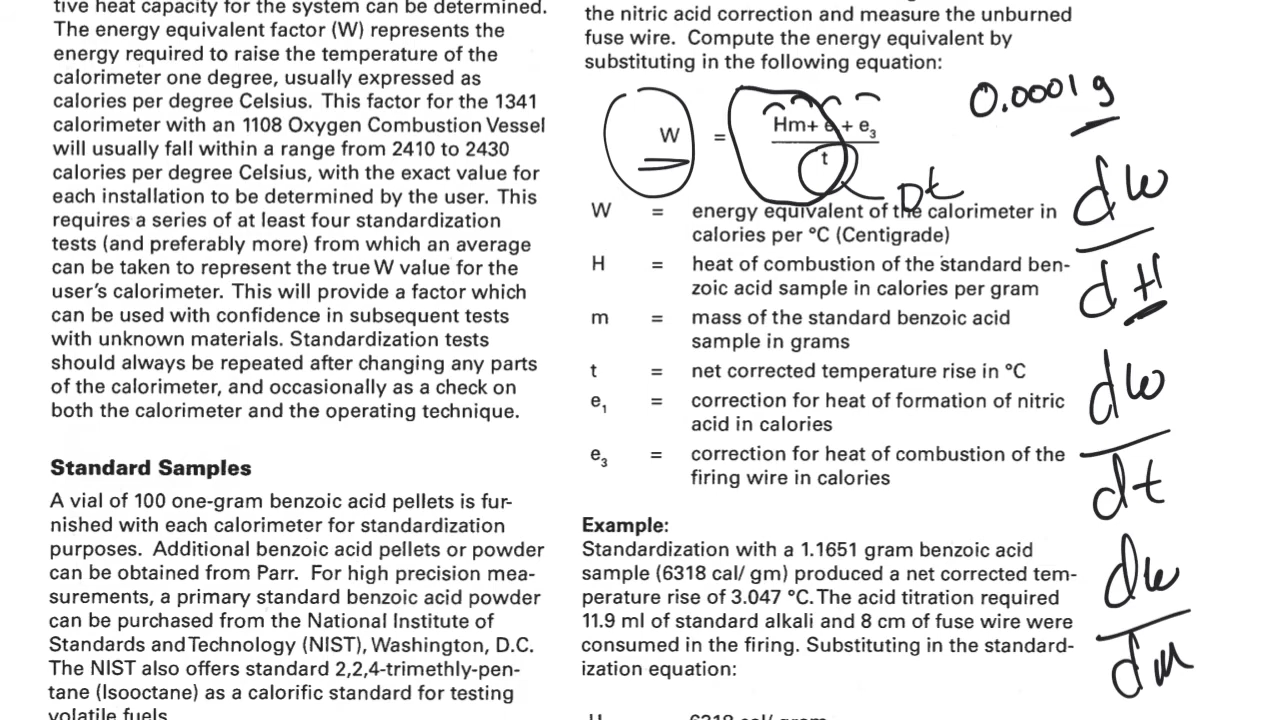 tive heat capacity for the system can be determined.
The energy equivalent factor (W) represents the
energy required to raise the temperature of the
calorimeter one degree, usually expressed as
calories per degree Celsius. This factor for the 1341
calorimeter with an 1108 Oxygen Combustion Vessel
will usually fall within a range from 2410 to 2430
calories per degree Celsius, with the exact value for
each installation to be determined by the user. This
requires a series of at least four standardization
tests (and preferably more) from which an average
can be taken to represent the true W value for the
user's calorimeter. This will provide a factor which
can be used with confidence in subsequent tests
with unknown materials. Standardization tests
should always be repeated after changing any parts
of the calorimeter, and occasionally as a check on
both the calorimeter and the operating technique.
Standard Samples
A vial of 100 one-gram benzoic acid pellets is fur-
nished with each calorimeter for standardization
purposes. Additional benzoic acid pellets or powder
can be obtained from Parr. For high precision mea-
surements, a primary standard benzoic acid powder
can be purchased from the National Institute of
Standards and Technology (NIST), Washington, D.C.
The NIST also offers standard 2,2,4-trimethly-pen-
tane (Isooctane) as a calorific standard for testing
volatile fuels.
the nitric acid correction and measure the unburned
fuse wire. Compute the energy equivalent by
substituting in the following equation:
0.0001 g
W = Hm+ e + e3
t
Dt
W = energy equivalent of the calorimeter in
calories per °C (Centigrade)
H = heat of combustion of the standard ben-
zoic acid sample in calories per gram
m = mass of the standard benzoic acid
sample in grams
t = net corrected temperature rise in °C
e1 = correction for heat of formation of nitric
acid in calories
e3 = correction for heat of combustion of the
firing wire in calories
Example:
Standardization with a 1.1651 gram benzoic acid
sample (6318 cal/ gm) produced a net corrected tem-
perature rise of 3.047 °C. The acid titration required
11.9 ml of standard alkali and 8 cm of fuse wire were
consumed in the firing. Substituting in the standard-
ization equation:
H = 6318 cal/ gram
dW
dH
dW
dt
dW
dm